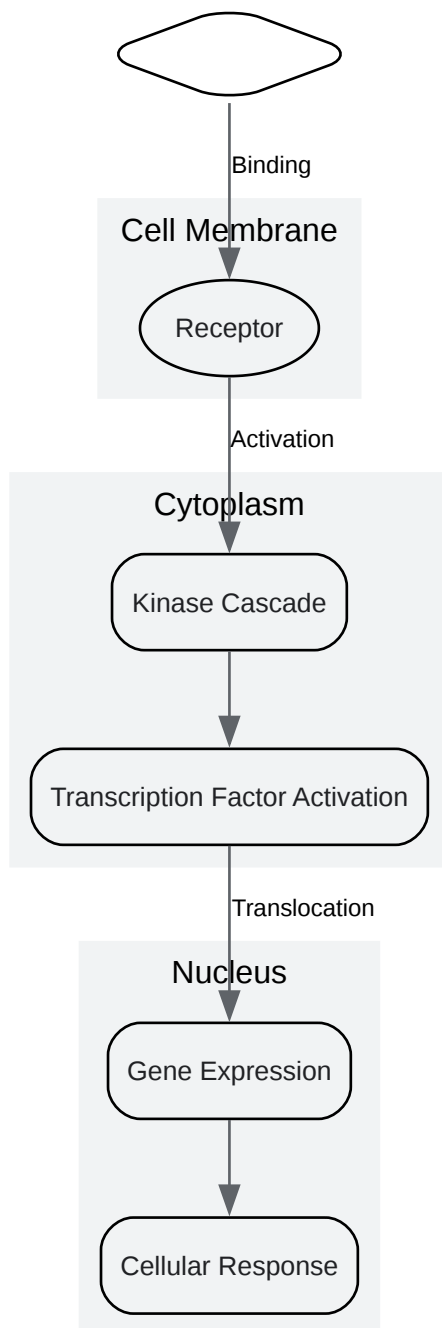 Binding
Cell Membrane
Receptor
Activation
Cytoplasm
Kinase Cascade
Transcription Factor Activation
Translocation
Nucleus
Gene Expression
Cellular Response